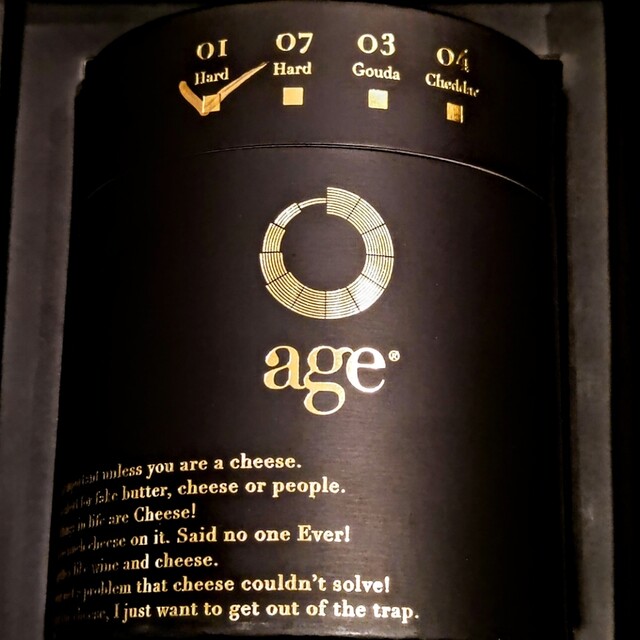 01 07 03 04
Hard Hard Gouda Cheddar
age®
unless you are a cheese.
butter, cheese or people.
are Cheese!
cheese on it. Said no one Ever!
wine and cheese.
problem that cheese couldn't solve!
I just want to get out of the trap.